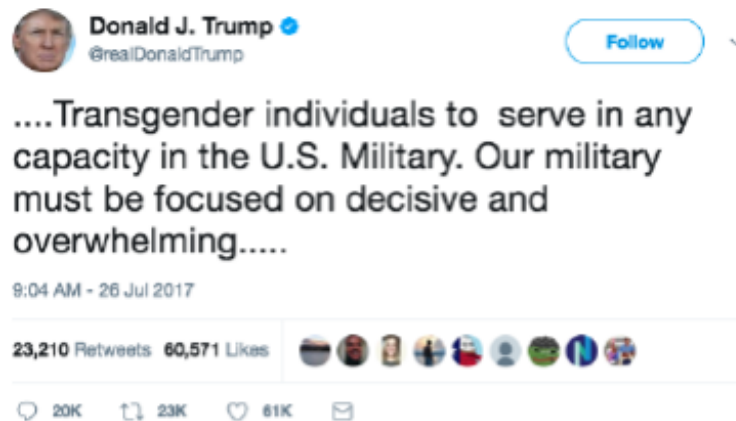 Donald J. Trump
@realDonaldTrump
Follow
....Transgender individuals to  serve in any
capacity in the U.S. Military. Our military
must be focused on decisive and
overwhelming.....
9:04 AM - 26 Jul 2017
23,210 Retweets 60,571 Likes
20K 23K 61K